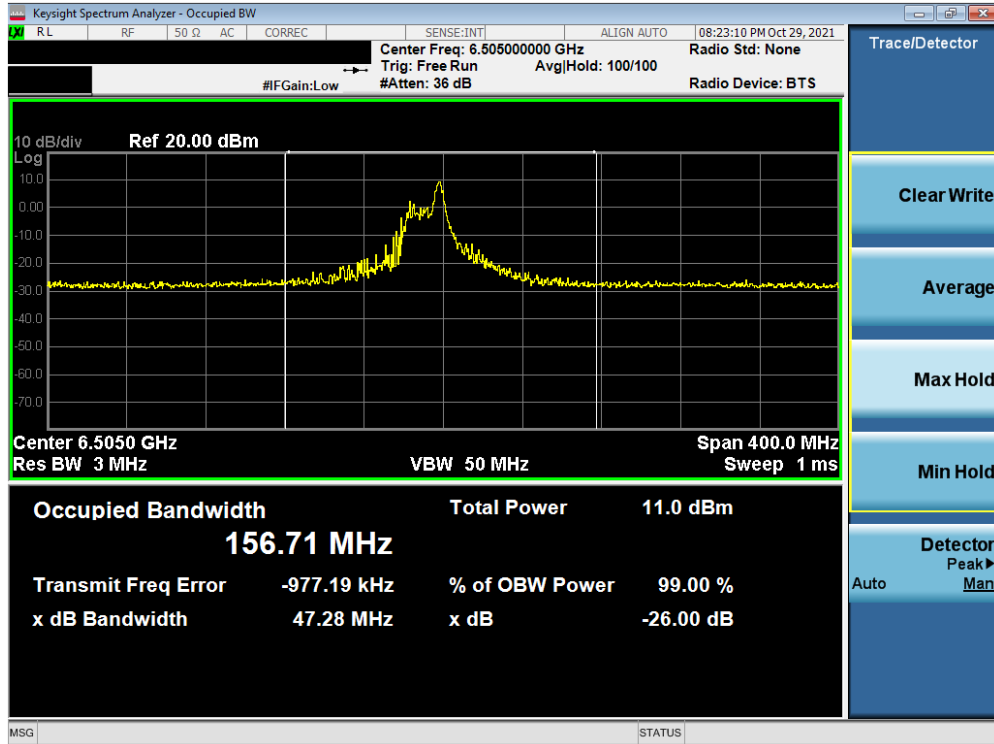 Keysight Spectrum Analyzer - Occupied BW
LXI RL RF 50 Ω AC CORREC SENSE:INT ALIGN AUTO 08:23:10 PM Oct 29, 2021
Center Freq: 6.505000000 GHz Radio Std: None
Trig: Free Run Avg|Hold: 100/100
#IFGain:Low #Atten: 36 dB Radio Device: BTS
Trace/Detector
10 dB/div Ref 20.00 dBm
Log
10.0
0.00
-10.0
-20.0
-30.0
-40.0
-50.0
-60.0
-70.0
Center 6.5050 GHz Span 400.0 MHz
Res BW 3 MHz VBW 50 MHz Sweep 1 ms
Clear Write
Average
Max Hold
Min Hold
Detector
Peak▶
Auto Man
Occupied Bandwidth Total Power 11.0 dBm
156.71 MHz
Transmit Freq Error -977.19 kHz % of OBW Power 99.00 %
x dB Bandwidth 47.28 MHz x dB -26.00 dB
MSG STATUS